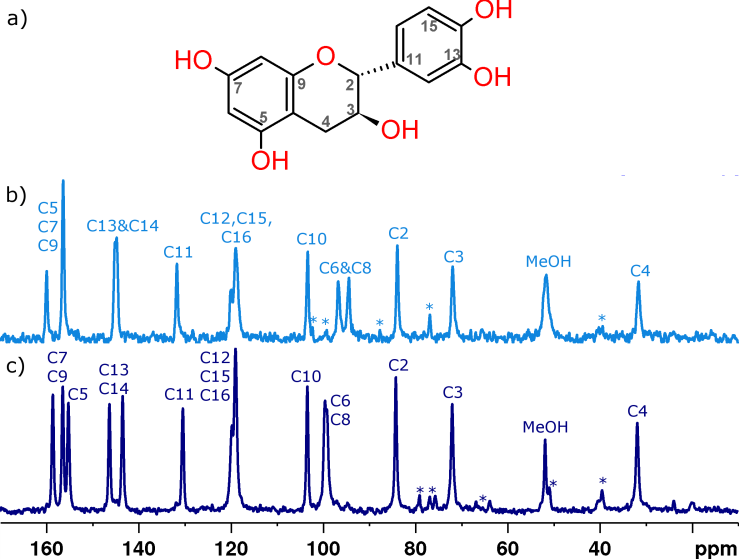 a)
OH
15
HO
O
11
13
7
9
2
OH
5
3
4
OH
OH
b)
C5
C7
C9
C13&C14
C11
C12,C15,
C16
C10
*
*
C6&C8
*
C2
*
C3
MeOH
*
C4
c)
C7
C9
C5
C13
C14
C11
C12
C15
C16
C10
C6
C8
C2
*
*
C3
*
MeOH
*
*
C4
160
140
120
100
80
60
40
ppm